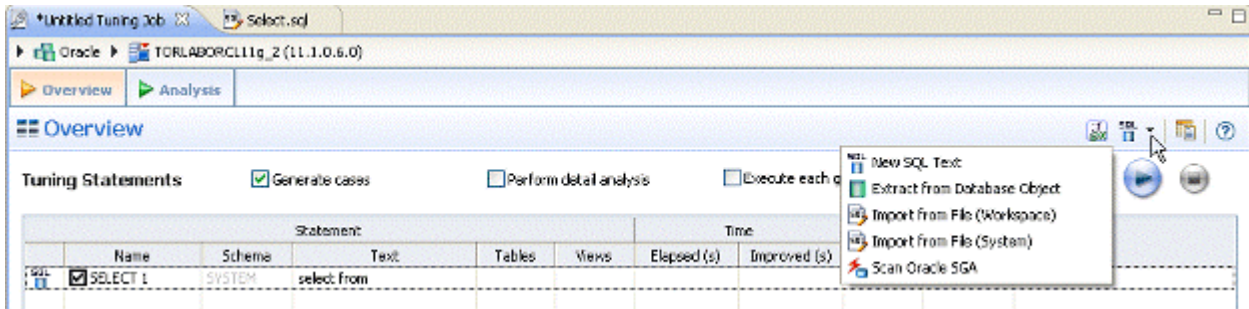 *Untitled Tuning Job
Select.sql
Oracle
TORLABORCL11g_2 (11.1.0.6.0)
Overview
Analysis
Overview
Tuning Statements
Generate cases
Perform detail analysis
Execute each g
New SQL Text
Extract from Database Object
Import from File (Workspace)
Import from File (System)
Scan Oracle SGA
Statement
Time
Name
Schema
Text
Tables
Views
Elapsed (s)
Improved (s)
SELECT 1
SYSTEM
select from